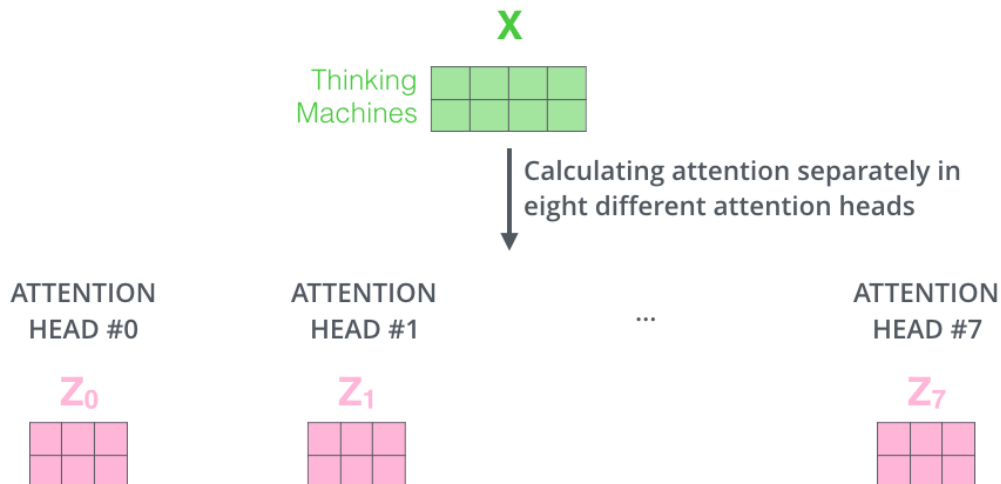 X
Thinking
Machines
Calculating attention separately in
eight different attention heads
ATTENTION
HEAD #0
ATTENTION
HEAD #1
...
ATTENTION
HEAD #7
Z0
Z1
Z7